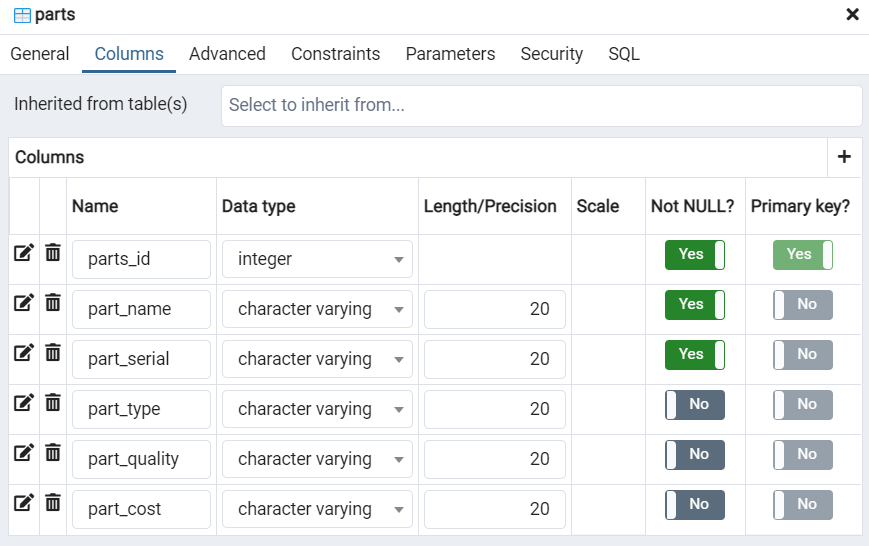 parts
General Columns Advanced Constraints Parameters Security SQL
Inherited from table(s) Select to inherit from...
Columns
Name Data type Length/Precision Scale Not NULL? Primary key?
parts_id integer Yes Yes
part_name character varying 20 Yes No
part_serial character varying 20 Yes No
part_type character varying 20 No No
part_quality character varying 20 No No
part_cost character varying 20 No No